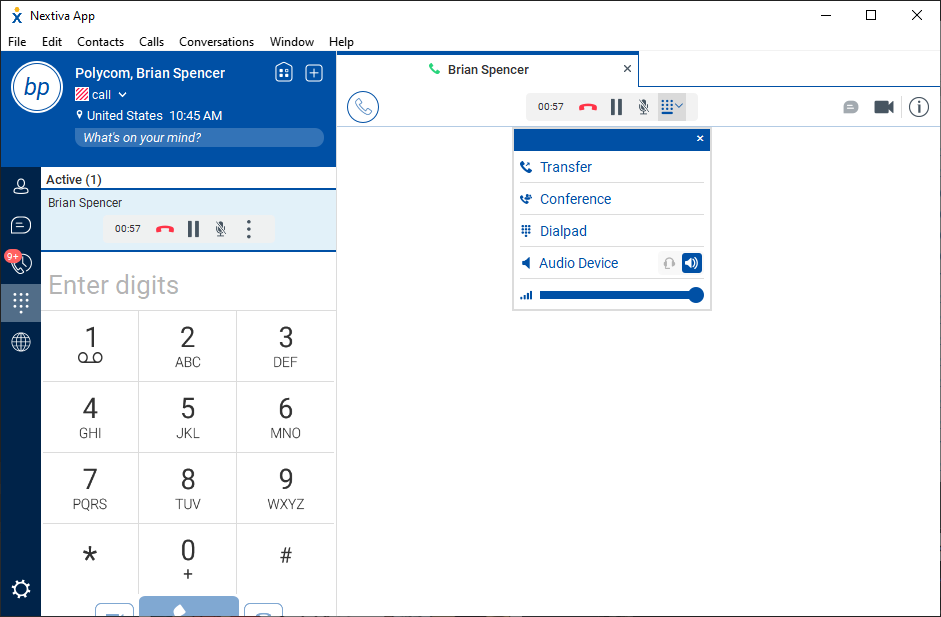 Nextiva App
File Edit Contacts Calls Conversations Window Help
bp
Polycom, Brian Spencer
call
United States 10:45 AM
What's on your mind?
Active (1)
Brian Spencer
00:57
9+
Enter digits
1
2
ABC
3
DEF
4
GHI
5
JKL
6
MNO
7
PQRS
8
TUV
9
WXYZ
*
0
+
#
Brian Spencer
00:57
Transfer
Conference
Dialpad
Audio Device